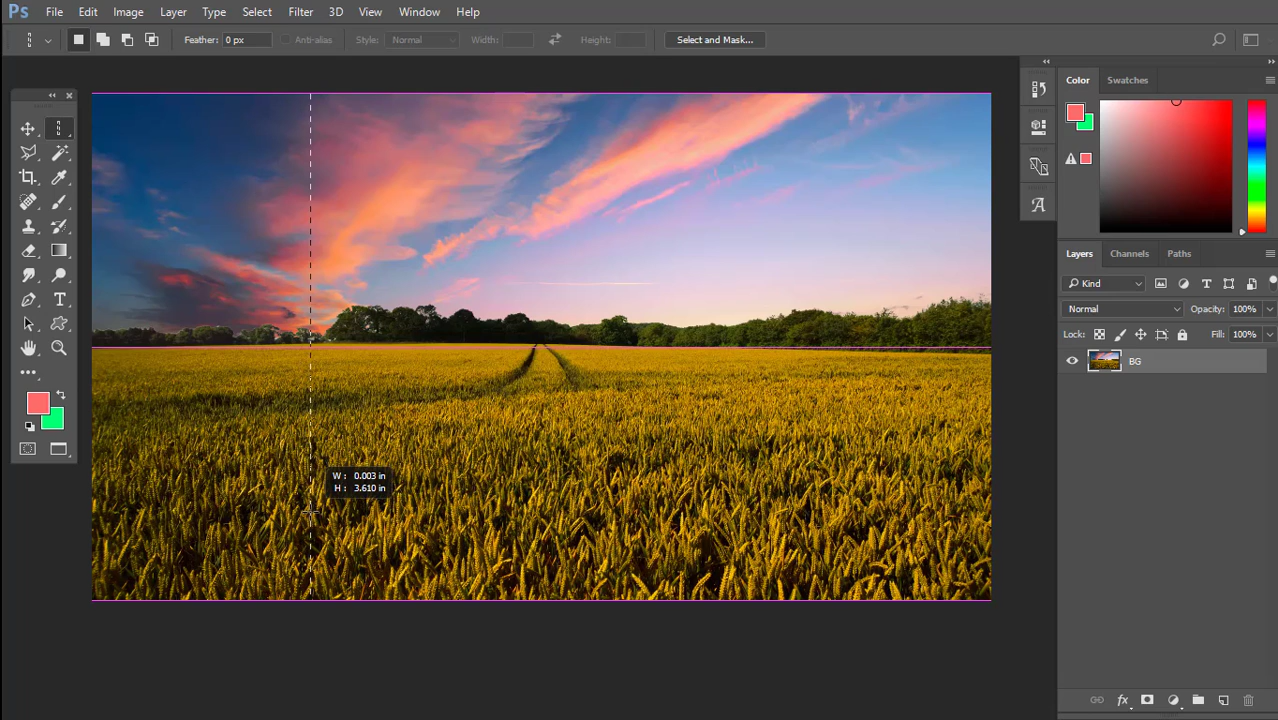 Ps File Edit Image Layer Type Select Filter 3D View Window Help
Feather: 0 px Anti-alias Style: Normal Width: Height: Select and Mask...
Color Swatches
Layers Channels Paths
Kind
Normal Opacity: 100%
Lock: Fill: 100%
BG
W : 0.003 in
H : 3.610 in